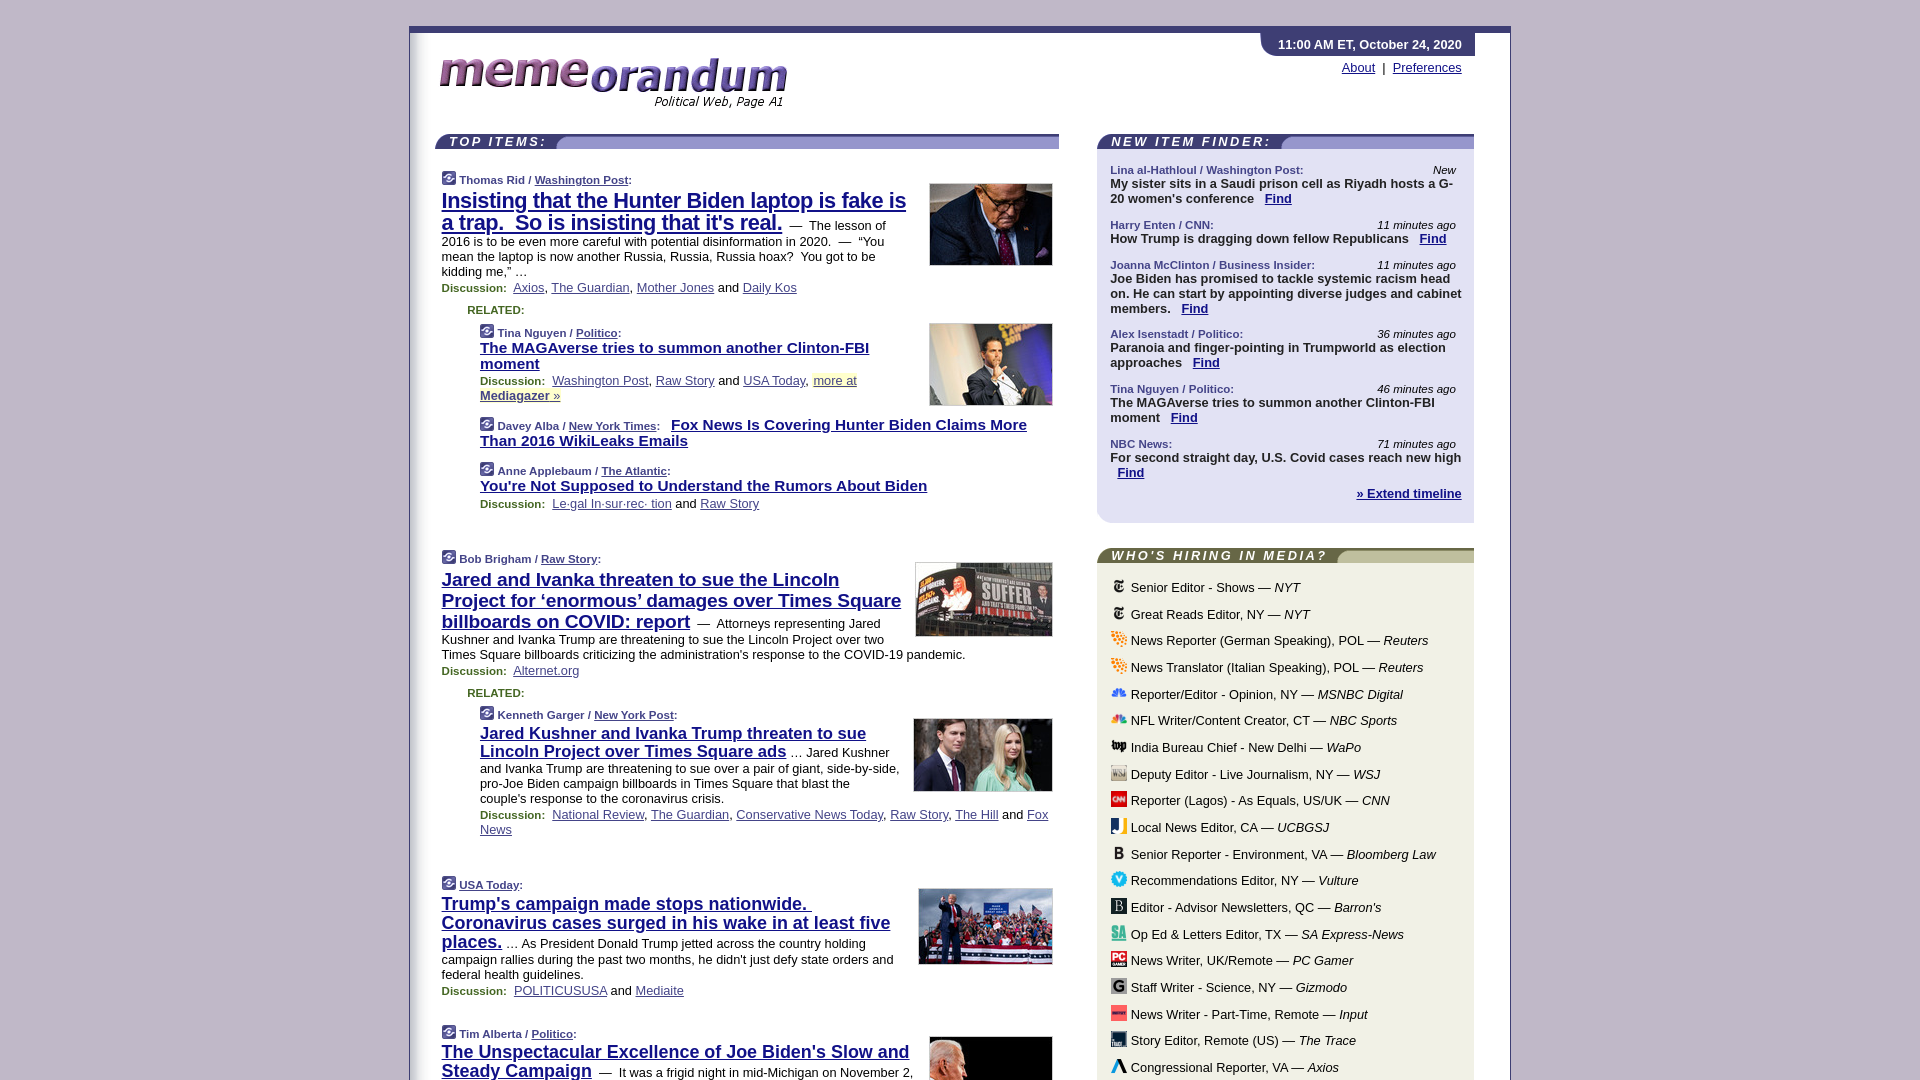 11:00 AM ET, October 24, 2020
About | Preferences
memeorandum
Political Web, Page A1
TOP ITEMS:
Thomas Rid / Washington Post:
Insisting that the Hunter Biden laptop is fake is
a trap.  So is insisting that it's real.  —  The lesson of
2016 is to be even more careful with potential disinformation in 2020.  —  “You
mean the laptop is now another Russia, Russia, Russia hoax?  You got to be
kidding me,” …
Discussion:  Axios, The Guardian, Mother Jones and Daily Kos
RELATED:
Tina Nguyen / Politico:
The MAGAverse tries to summon another Clinton-FBI
moment
Discussion:  Washington Post, Raw Story and USA Today, more at
Mediagazer »
Davey Alba / New York Times:  Fox News Is Covering Hunter Biden Claims More
Than 2016 WikiLeaks Emails
Anne Applebaum / The Atlantic:
You're Not Supposed to Understand the Rumors About Biden
Discussion:  Le·gal In·sur·rec· tion and Raw Story
Bob Brigham / Raw Story:
Jared and Ivanka threaten to sue the Lincoln
Project for ‘enormous’ damages over Times Square
billboards on COVID: report  —  Attorneys representing Jared
Kushner and Ivanka Trump are threatening to sue the Lincoln Project over two
Times Square billboards criticizing the administration's response to the COVID-19 pandemic.
SUFFER
Discussion:  Alternet.org
RELATED:
Kenneth Garger / New York Post:
Jared Kushner and Ivanka Trump threaten to sue
Lincoln Project over Times Square ads … Jared Kushner
and Ivanka Trump are threatening to sue over a pair of giant, side-by-side,
pro-Joe Biden campaign billboards in Times Square that blast the
couple's response to the coronavirus crisis.
Discussion:  National Review, The Guardian, Conservative News Today, Raw Story, The Hill and Fox
News
USA Today:
Trump's campaign made stops nationwide.
Coronavirus cases surged in his wake in at least five
places. … As President Donald Trump jetted across the country holding
campaign rallies during the past two months, he didn't just defy state orders and
federal health guidelines.
Discussion:  POLITICUSUSA and Mediaite
Tim Alberta / Politico:
The Unspectacular Excellence of Joe Biden's Slow and
Steady Campaign  —  It was a frigid night in mid-Michigan on November 2,
NEW ITEM FINDER:
Lina al-Hathloul / Washington Post: New
My sister sits in a Saudi prison cell as Riyadh hosts a G-
20 women's conference Find
Harry Enten / CNN: 11 minutes ago
How Trump is dragging down fellow Republicans Find
Joanna McClinton / Business Insider: 11 minutes ago
Joe Biden has promised to tackle systemic racism head
on. He can start by appointing diverse judges and cabinet
members. Find
Alex Isenstadt / Politico: 36 minutes ago
Paranoia and finger-pointing in Trumpworld as election
approaches Find
Tina Nguyen / Politico: 46 minutes ago
The MAGAverse tries to summon another Clinton-FBI
moment Find
NBC News: 71 minutes ago
For second straight day, U.S. Covid cases reach new high
Find
» Extend timeline
WHO'S HIRING IN MEDIA?
Senior Editor - Shows — NYT
Great Reads Editor, NY — NYT
News Reporter (German Speaking), POL — Reuters
News Translator (Italian Speaking), POL — Reuters
Reporter/Editor - Opinion, NY — MSNBC Digital
NFL Writer/Content Creator, CT — NBC Sports
wp India Bureau Chief - New Delhi — WaPo
WSJ Deputy Editor - Live Journalism, NY — WSJ
CNN Reporter (Lagos) - As Equals, US/UK — CNN
Local News Editor, CA — UCBGSJ
B Senior Reporter - Environment, VA — Bloomberg Law
Recommendations Editor, NY — Vulture
B Editor - Advisor Newsletters, QC — Barron's
SA Op Ed & Letters Editor, TX — SA Express-News
PC GAMER News Writer, UK/Remote — PC Gamer
G Staff Writer - Science, NY — Gizmodo
News Writer - Part-Time, Remote — Input
Story Editor, Remote (US) — The Trace
Congressional Reporter, VA — Axios